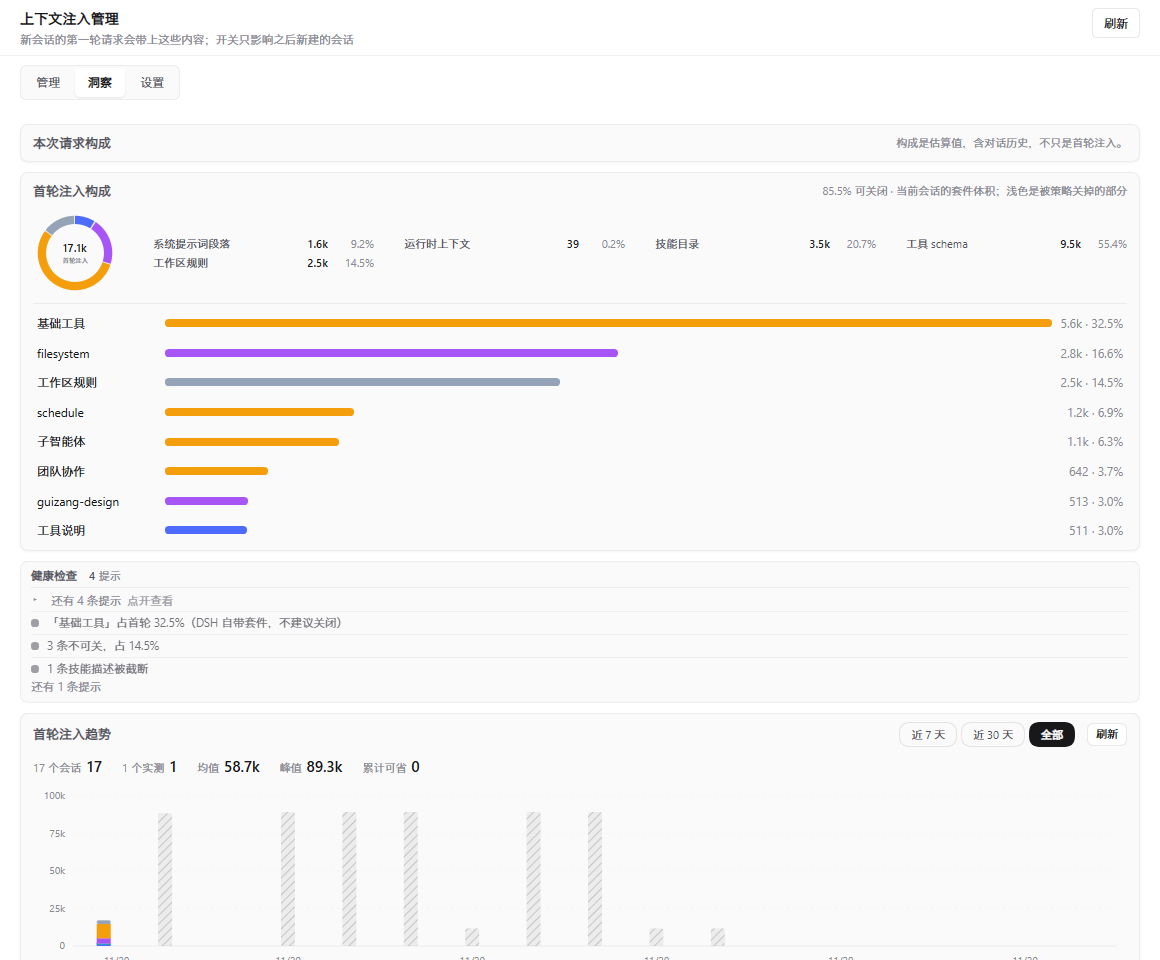 上下文注入管理
新会话的第一轮请求会带上这些内容；开关只影响之后新建的会话
刷新
管理 洞察 设置
本次请求构成
构成是估算值，含对话历史，不只是首轮注入。
首轮注入构成
85.5% 可关闭 · 当前会话的套件体积；浅色是被策略关掉的部分
17.1k
首轮注入
系统提示词段落 1.6k 9.2% 运行时上下文 39 0.2% 技能目录 3.5k 20.7% 工具 schema 9.5k 55.4%
工作区规则 2.5k 14.5%
基础工具 5.6k · 32.5%
filesystem 2.8k · 16.6%
工作区规则 2.5k · 14.5%
schedule 1.2k · 6.9%
子智能体 1.1k · 6.3%
团队协作 642 · 3.7%
guizang-design 513 · 3.0%
工具说明 511 · 3.0%
健康检查 4 提示
还有 4 条提示 点开查看
「基础工具」占首轮 32.5%（DSH 自带套件，不建议关闭）
3 条不可关，占 14.5%
1 条技能描述被截断
还有 1 条提示
首轮注入趋势
近 7 天 近 30 天 全部 刷新
17 个会话 17 1 个实测 1 均值 58.7k 峰值 89.3k 累计可省 0
100k
75k
50k
25k
0